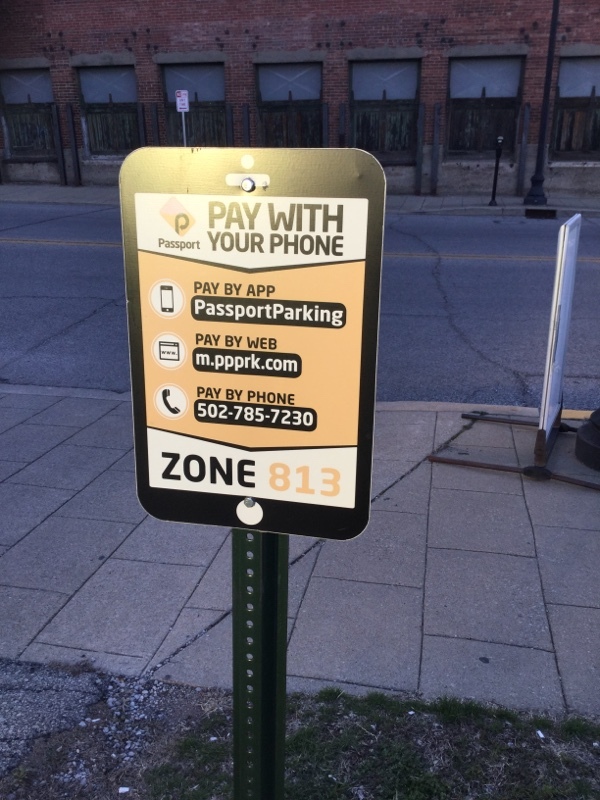 PAY WITH
YOUR PHONE
Passport
PAY BY APP
PassportParking
PAY BY WEB
www.
m.ppprk.com
PAY BY PHONE
502-785-7230
ZONE 813